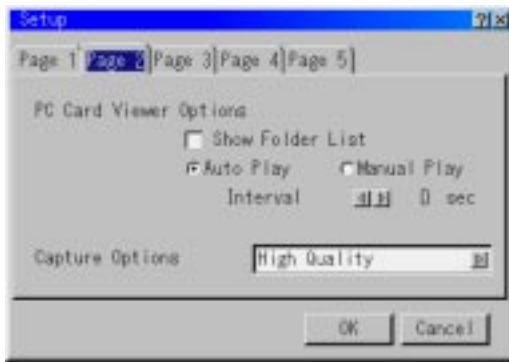 Setup
Page 1 Page 2 Page 3 Page 4 Page 5
PC Card Viewer Options
Show Folder List
Auto Play Manual Play
Interval 0 sec
Capture Options High Quality
OK Cancel